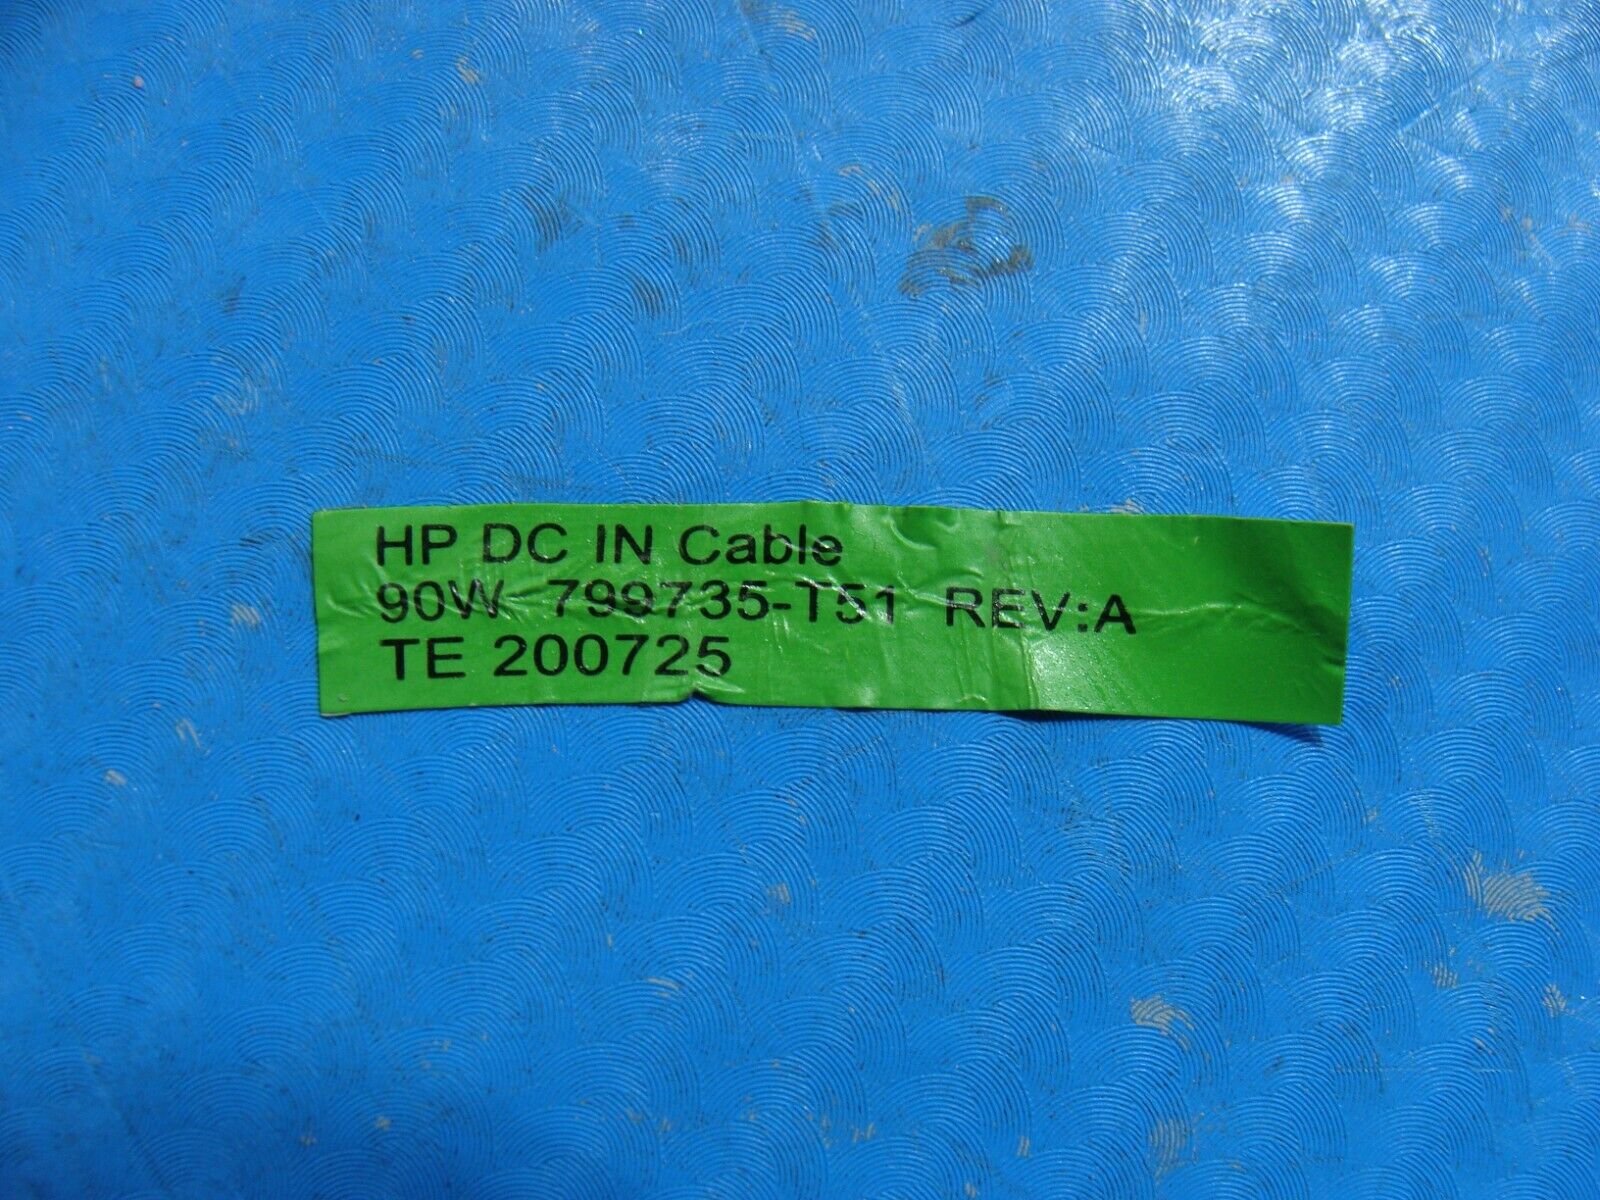 HP DC IN Cable
90W 799735-T51 REV:A
TE 200725